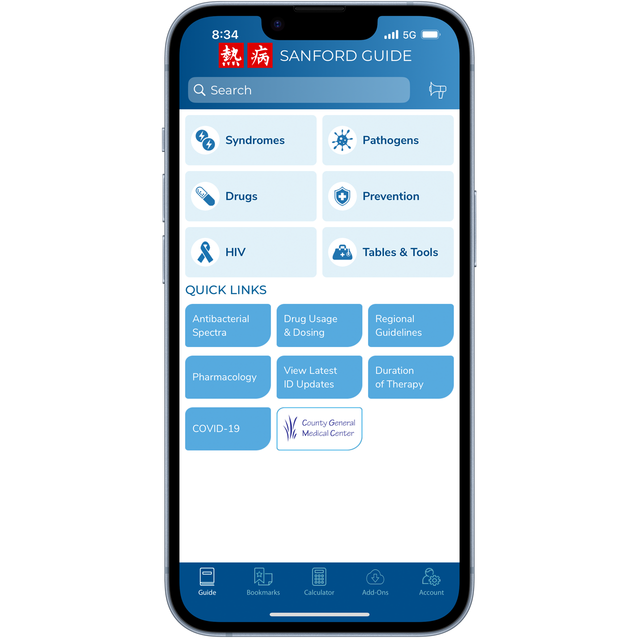 8:34
5G
熱病 SANFORD GUIDE
Search
Syndromes
Pathogens
Drugs
Prevention
HIV
Tables & Tools
QUICK LINKS
Antibacterial
Spectra
Drug Usage
& Dosing
Regional
Guidelines
Pharmacology
View Latest
ID Updates
Duration
of Therapy
COVID-19
County General
Medical Center
Guide
Bookmarks
Calculator
Add-Ons
Account